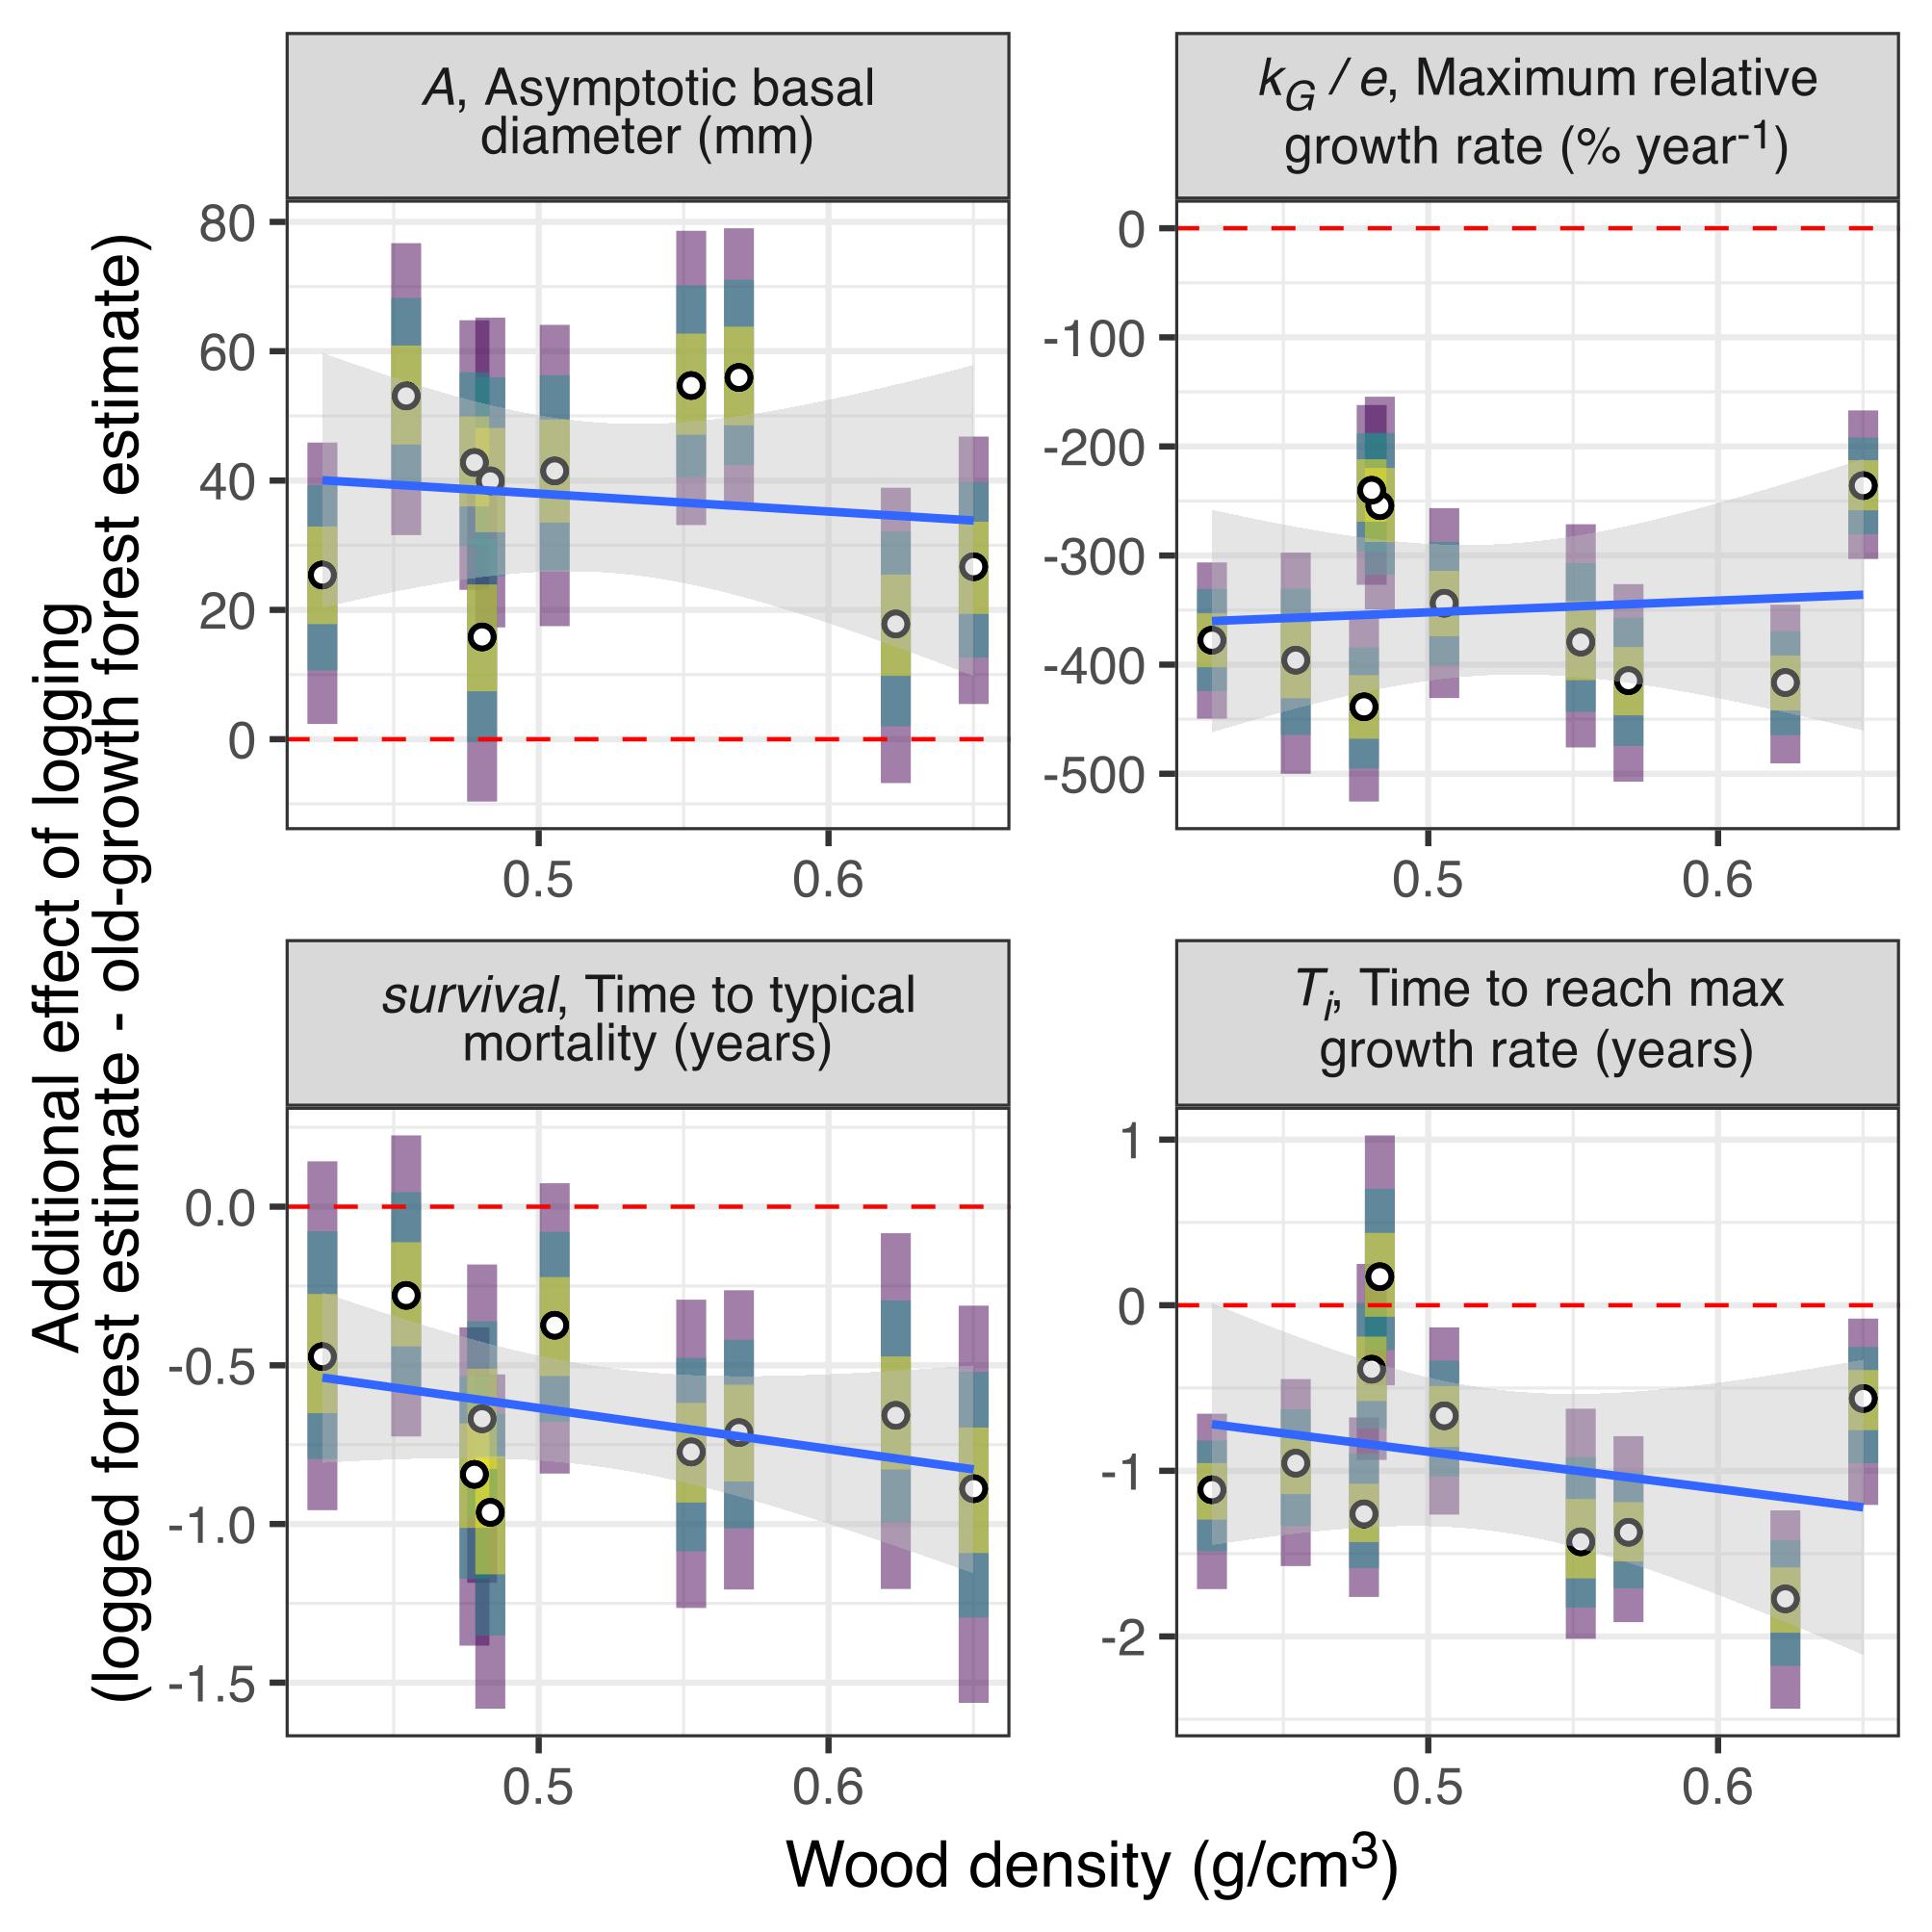 A, Asymptotic basal
diameter (mm)
80
60
40
20
0
0.5
0.6
kG / e, Maximum relative
growth rate (% year-1)
0
-100
-200
-300
-400
-500
0.5
0.6
survival, Time to typical
mortality (years)
0.0
-0.5
-1.0
-1.5
0.5
0.6
Ti, Time to reach max
growth rate (years)
1
0
-1
-2
0.5
0.6
Additional effect of logging
(logged forest estimate - old-growth forest estimate)
Wood density (g/cm3)